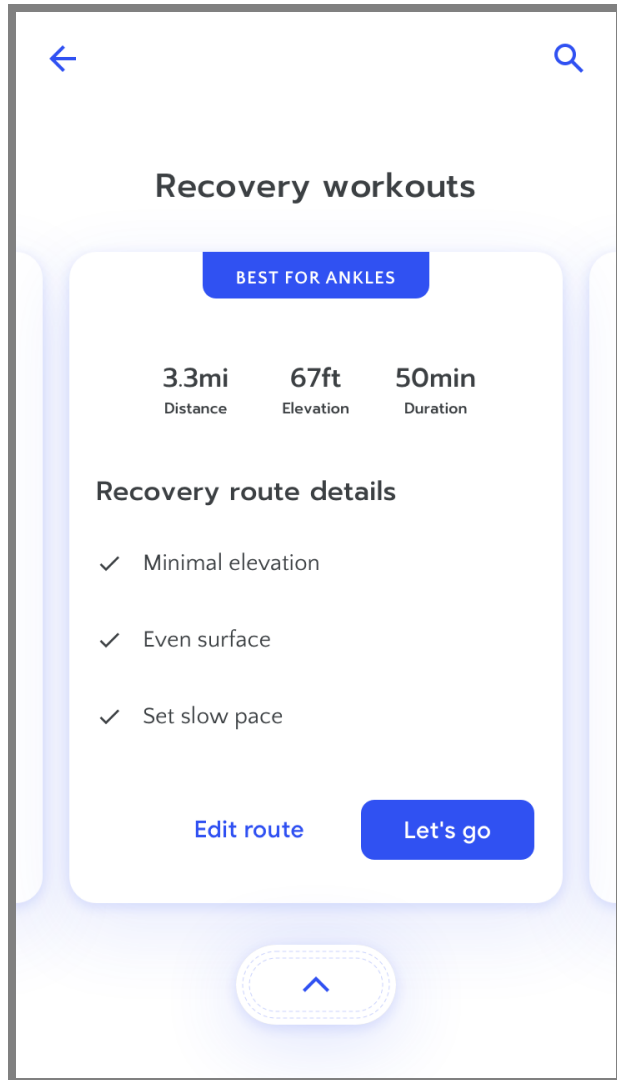 Recovery workouts
BEST FOR ANKLES
3.3mi 67ft 50min
Distance Elevation Duration
Recovery route details
Minimal elevation
Even surface
Set slow pace
Edit route Let's go